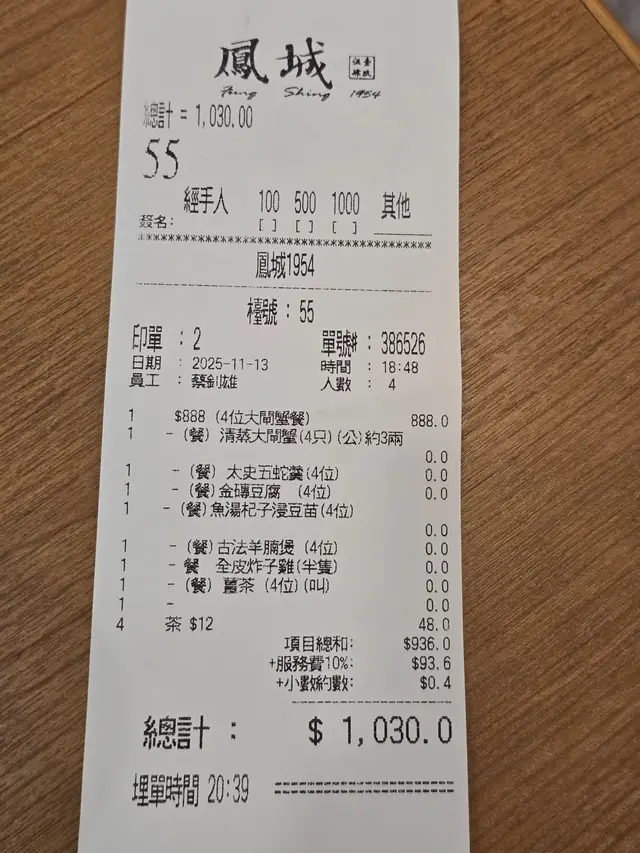 鳳城
Fung Shing 1954
總計 = 1,030.00
55
經手人 100 500 1000 其他
簽名: [ ] [ ] [ ]
鳳城1954
檯號 : 55
印單 : 2 單號# : 386526
日期 : 2025-11-13 時間 : 18:48
員工 : 蔡釗雄 人數 : 4
1 $888 (4位大閘蟹餐) 888.0
1 - (餐) 清蒸大閘蟹(4只)(公)約3兩
0.0
1 - (餐) 太史五蛇羹(4位) 0.0
1 - (餐)金磚豆腐 (4位) 0.0
1 - (餐)魚湯杞子浸豆苗(4位)
0.0
1 - (餐)古法羊腩煲 (4位) 0.0
1 - 餐 全皮炸子雞(半隻) 0.0
1 - (餐) 薑茶 (4位)(叫) 0.0
1 - 0.0
4 茶 $12 48.0
項目總和: $936.0
+服務費10%: $93.6
+小數約數: $0.4
總計 : $ 1,030.0
埋單時間 20:39